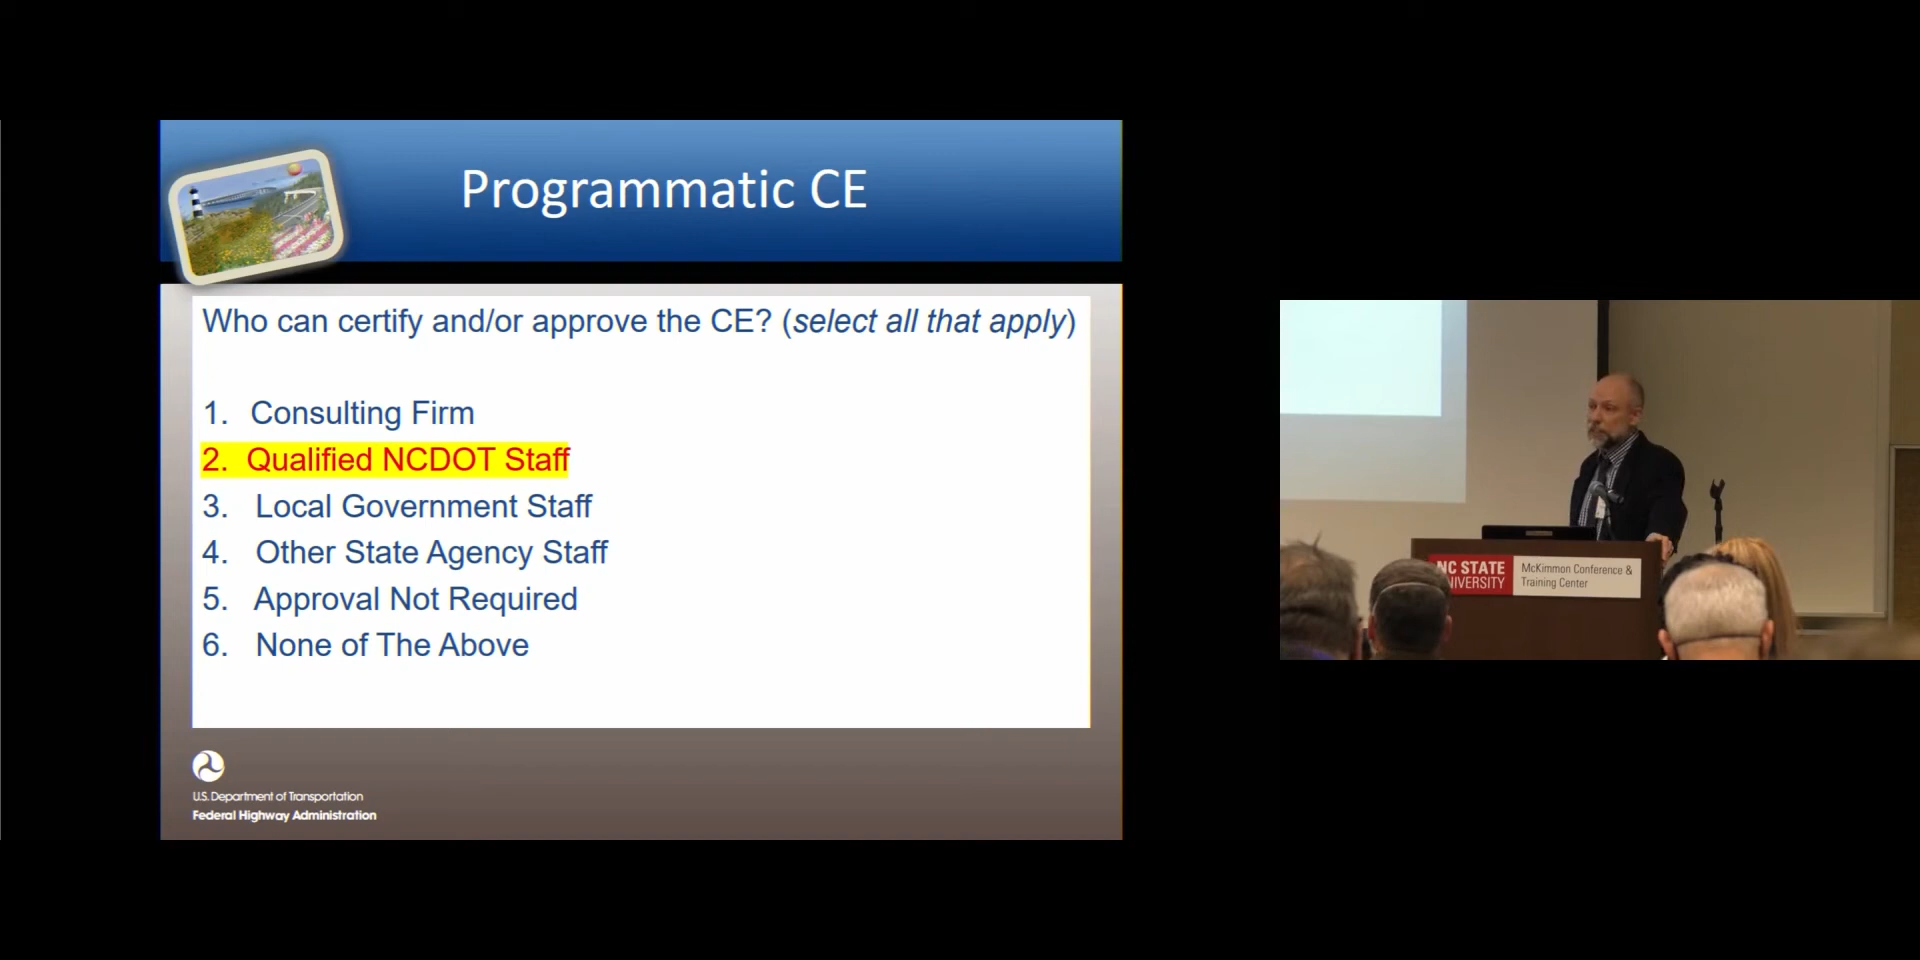 Programmatic CE
Who can certify and/or approve the CE? (select all that apply)
1. Consulting Firm
2. Qualified NCDOT Staff
3. Local Government Staff
4. Other State Agency Staff
5. Approval Not Required
6. None of The Above
U.S. Department of Transportation
Federal Highway Administration
NC STATE
UNIVERSITY
McKimmon Conference &
Training Center